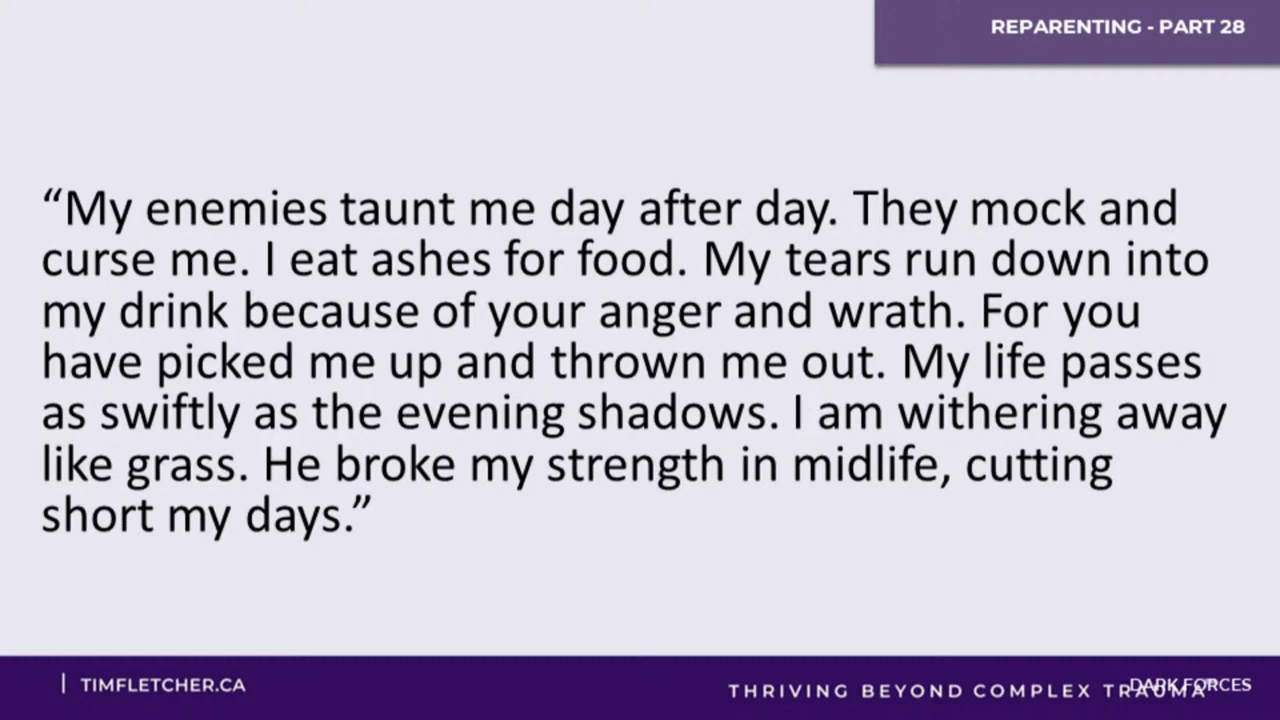 REPARENTING - PART 28
“My enemies taunt me day after day. They mock and
curse me. I eat ashes for food. My tears run down into
my drink because of your anger and wrath. For you
have picked me up and thrown me out. My life passes
as swiftly as the evening shadows. I am withering away
like grass. He broke my strength in midlife, cutting
short my days.”
| TIMFLETCHER.CA
THRIVING BEYOND COMPLEX TRAUMA
DARK FORCES